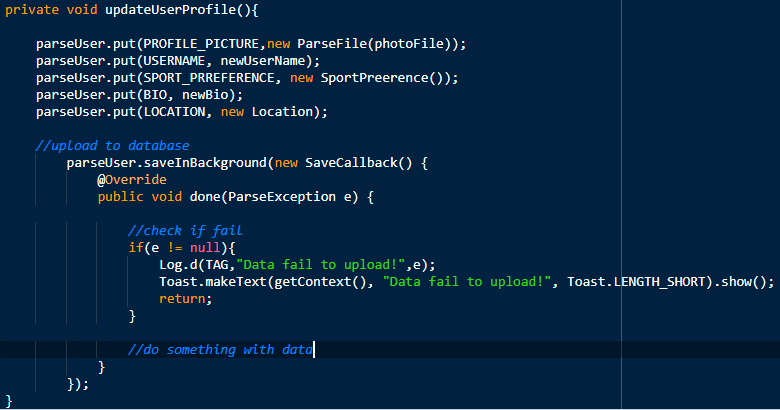 private void updateUserProfile(){
parseUser.put(PROFILE_PICTURE,new ParseFile(photoFile));
parseUser.put(USERNAME, newUserName);
parseUser.put(SPORT_PRREFERENCE, new SportPreerence());
parseUser.put(BIO, newBio);
parseUser.put(LOCATION, new Location);
//upload to database
parseUser.saveInBackground(new SaveCallback() {
@Override
public void done(ParseException e) {
//check if fail
if(e != null){
Log.d(TAG,"Data fail to upload!",e);
Toast.makeText(getContext(), "Data fail to upload!", Toast.LENGTH_SHORT).show();
return;
}
//do something with data
}
});
}